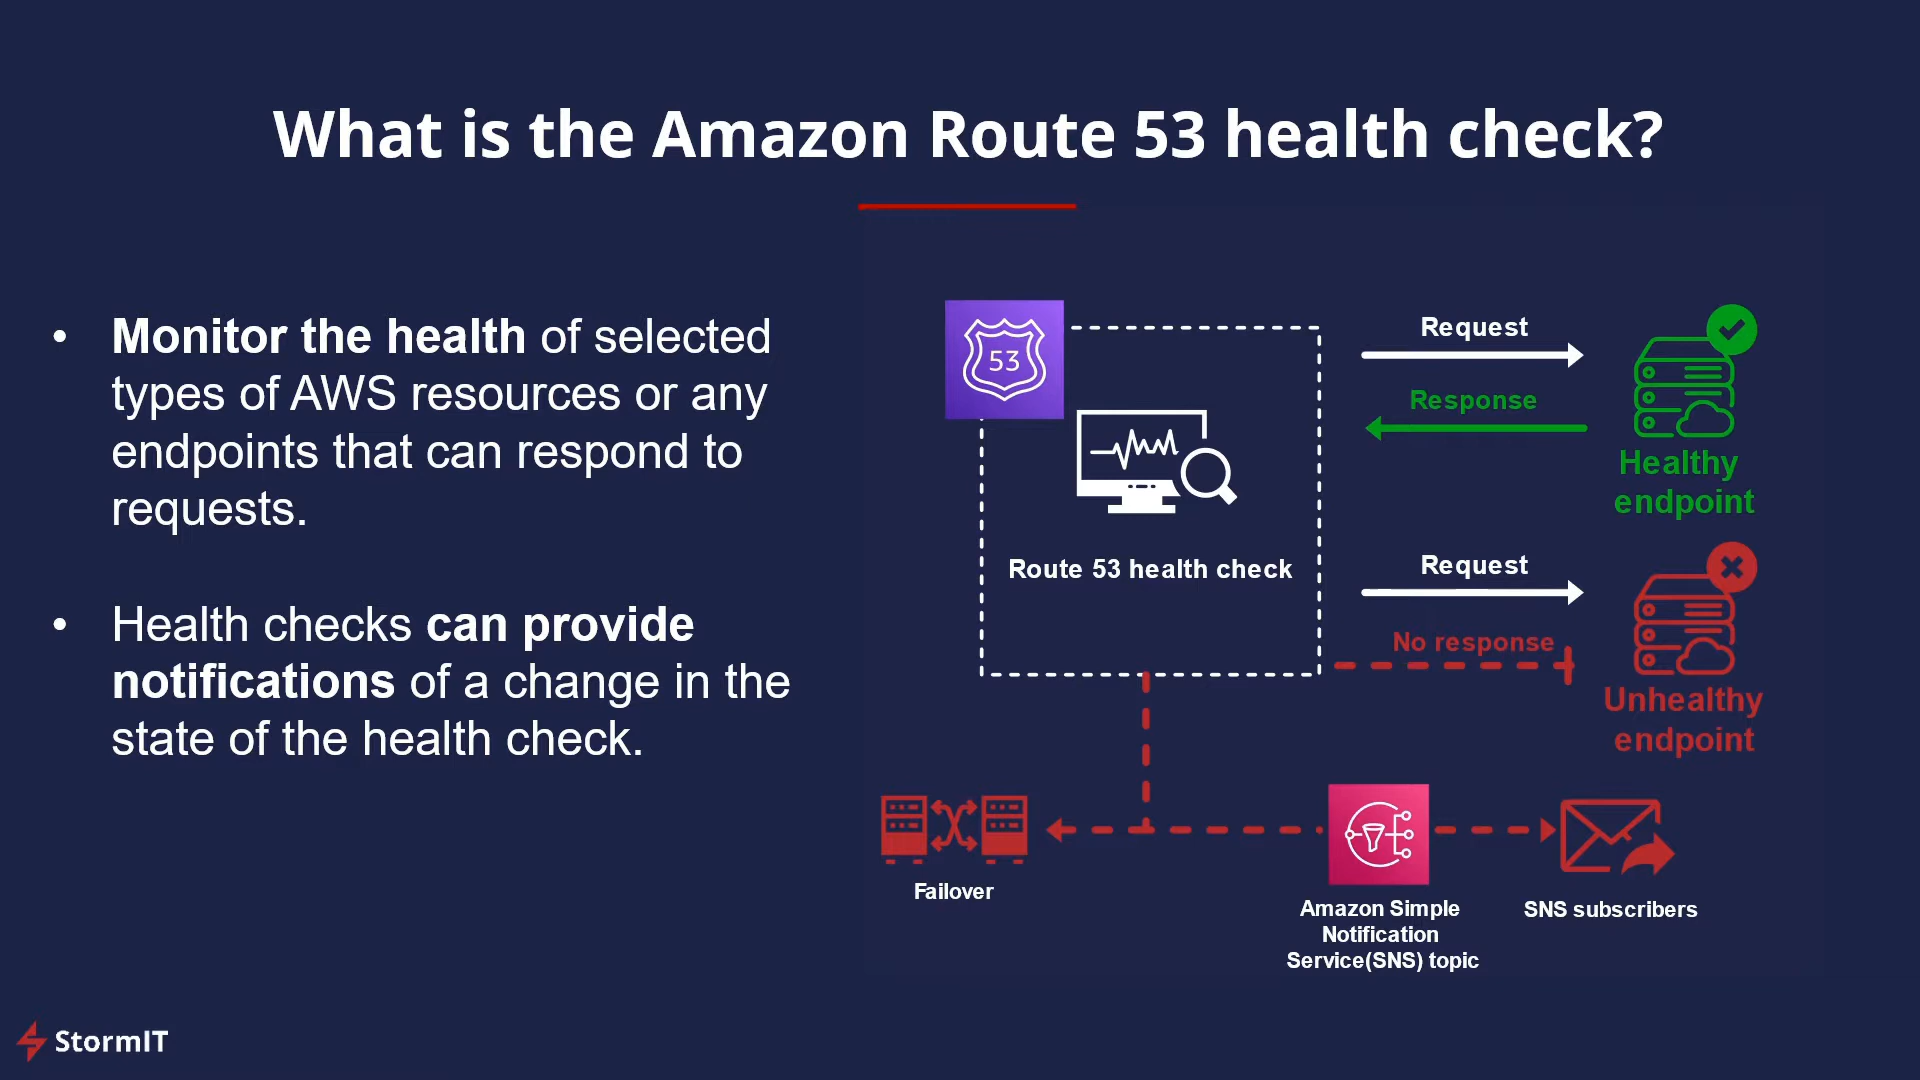 What is the Amazon Route 53 health check?
• Monitor the health of selected
types of AWS resources or any
endpoints that can respond to
requests.
• Health checks can provide
notifications of a change in the
state of the health check.
53
Route 53 health check
Request
Response
Healthy
endpoint
Request
No response
Unhealthy
endpoint
Failover
Amazon Simple
Notification
Service(SNS) topic
SNS subscribers
StormIT